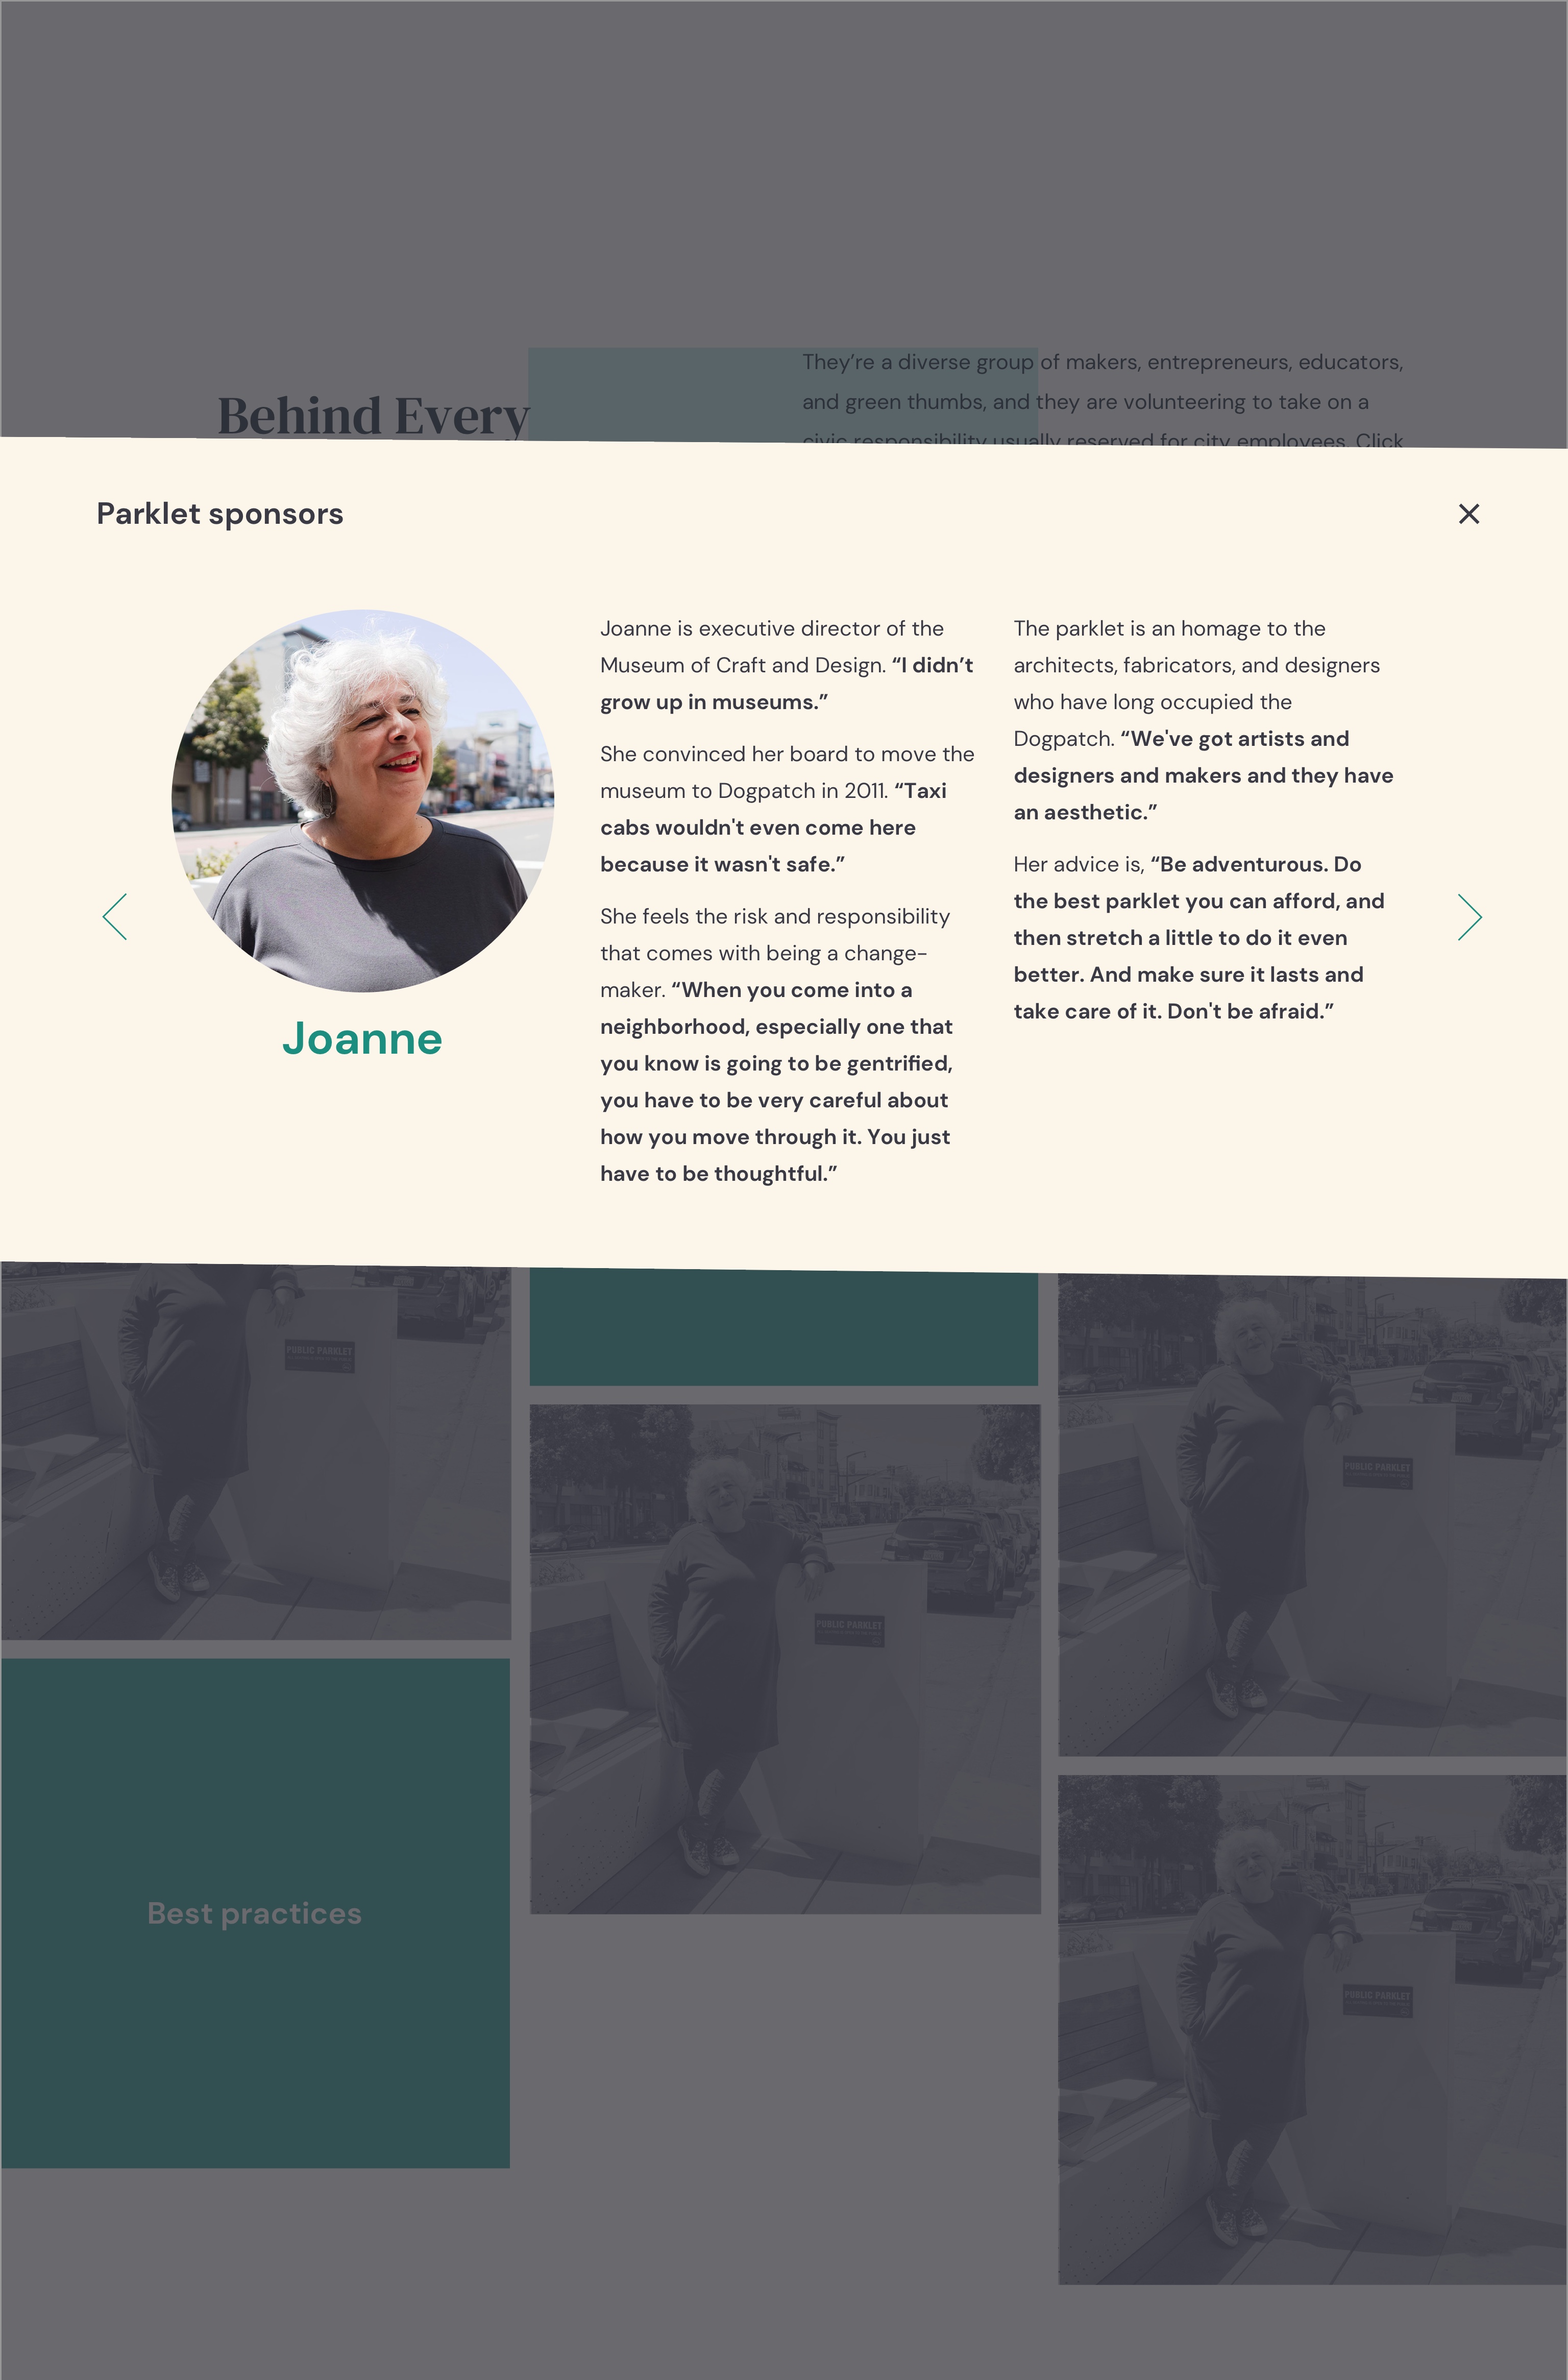 They’re a diverse group of makers, entrepreneurs, educators,
and green thumbs, and they are volunteering to take on a
civic responsibility usually reserved for city employees. Click
Behind Every
Parklet sponsors
Joanne
Joanne is executive director of the
Museum of Craft and Design. “I didn’t
grow up in museums.”
She convinced her board to move the
museum to Dogpatch in 2011. “Taxi
cabs wouldn't even come here
because it wasn't safe.”
She feels the risk and responsibility
that comes with being a change-
maker. “When you come into a
neighborhood, especially one that
you know is going to be gentrified,
you have to be very careful about
how you move through it. You just
have to be thoughtful.”
The parklet is an homage to the
architects, fabricators, and designers
who have long occupied the
Dogpatch. “We've got artists and
designers and makers and they have
an aesthetic.”
Her advice is, “Be adventurous. Do
the best parklet you can afford, and
then stretch a little to do it even
better. And make sure it lasts and
take care of it. Don't be afraid.”
PUBLIC PARKLET
PUBLIC PARKLET
PUBLIC PARKLET
Best practices
PUBLIC PARKLET